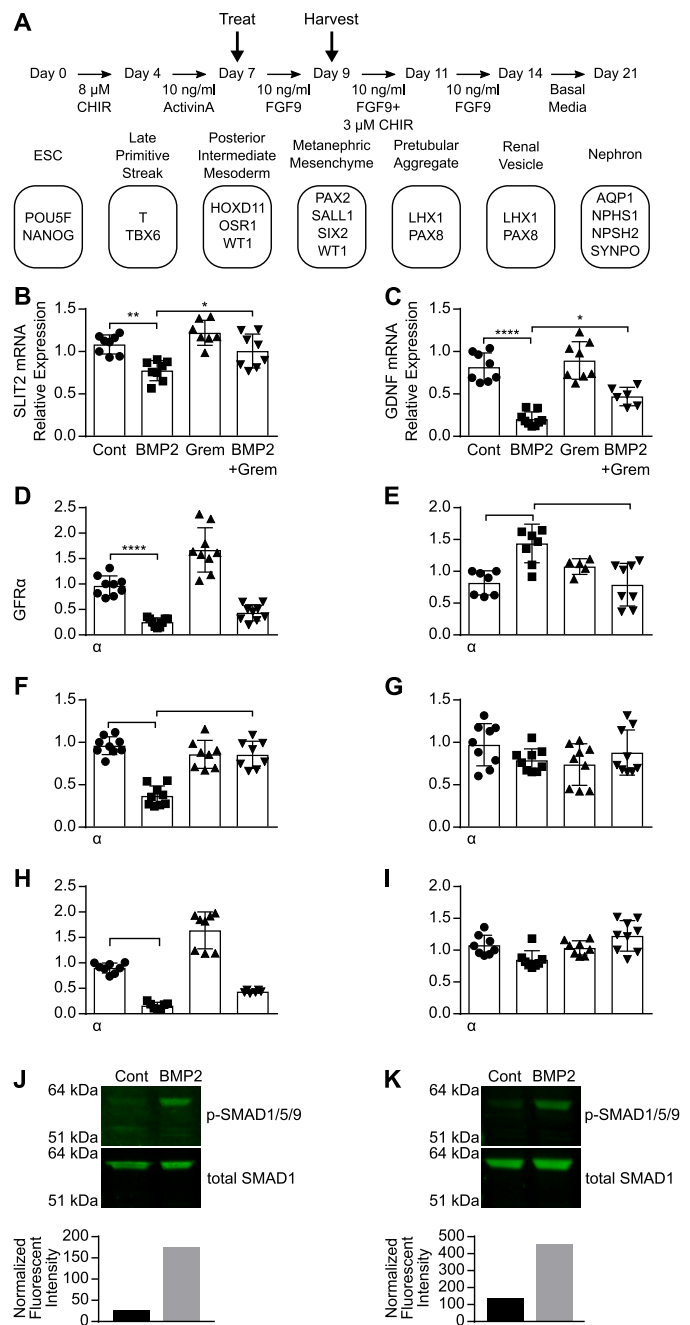 A
Treat Harvest
Day 0 Day 4 Day 7 Day 9 Day 11 Day 14 Day 21
8 µM
CHIR
10 ng/ml
ActivinA
10 ng/ml
FGF9
10 ng/ml
FGF9+
3 µM CHIR
10 ng/ml
FGF9
Basal
Media
ESC
Late
Primitive
Streak
Posterior
Intermediate
Mesoderm
Metanephric
Mesenchyme
Pretubular
Aggregate
Renal
Vesicle
Nephron
POU5F
NANOG
T
TBX6
HOXD11
OSR1
WT1
PAX2
SALL1
SIX2
WT1
LHX1
PAX8
LHX1
PAX8
AQP1
NPHS1
NPSH2
SYNPO
B
SLIT2 mRNA
Relative Expression
1.5
1.0
0.5
0.0
**
*
Cont BMP2 Grem BMP2
+Grem
C
GDNF mRNA
Relative Expression
1.5
1.0
0.5
0.0
****
*
Cont BMP2 Grem BMP2
+Grem
D
GFRα
2.5
2.0
1.5
1.0
0.5
0.0
****
α
E
2.0
1.5
1.0
0.5
0.0
α
F
1.5
1.0
0.5
0.0
α
G
1.5
1.0
0.5
0.0
α
H
2.5
2.0
1.5
1.0
0.5
0.0
α
I
2.0
1.5
1.0
0.5
0.0
α
J
Cont BMP2
64 kDa
p-SMAD1/5/9
51 kDa
64 kDa
total SMAD1
51 kDa
Normalized
Fluorescent
Intensity
200
150
100
50
0
K
Cont BMP2
64 kDa
p-SMAD1/5/9
51 kDa
64 kDa
total SMAD1
51 kDa
Normalized
Fluorescent
Intensity
500
400
300
200
100
0